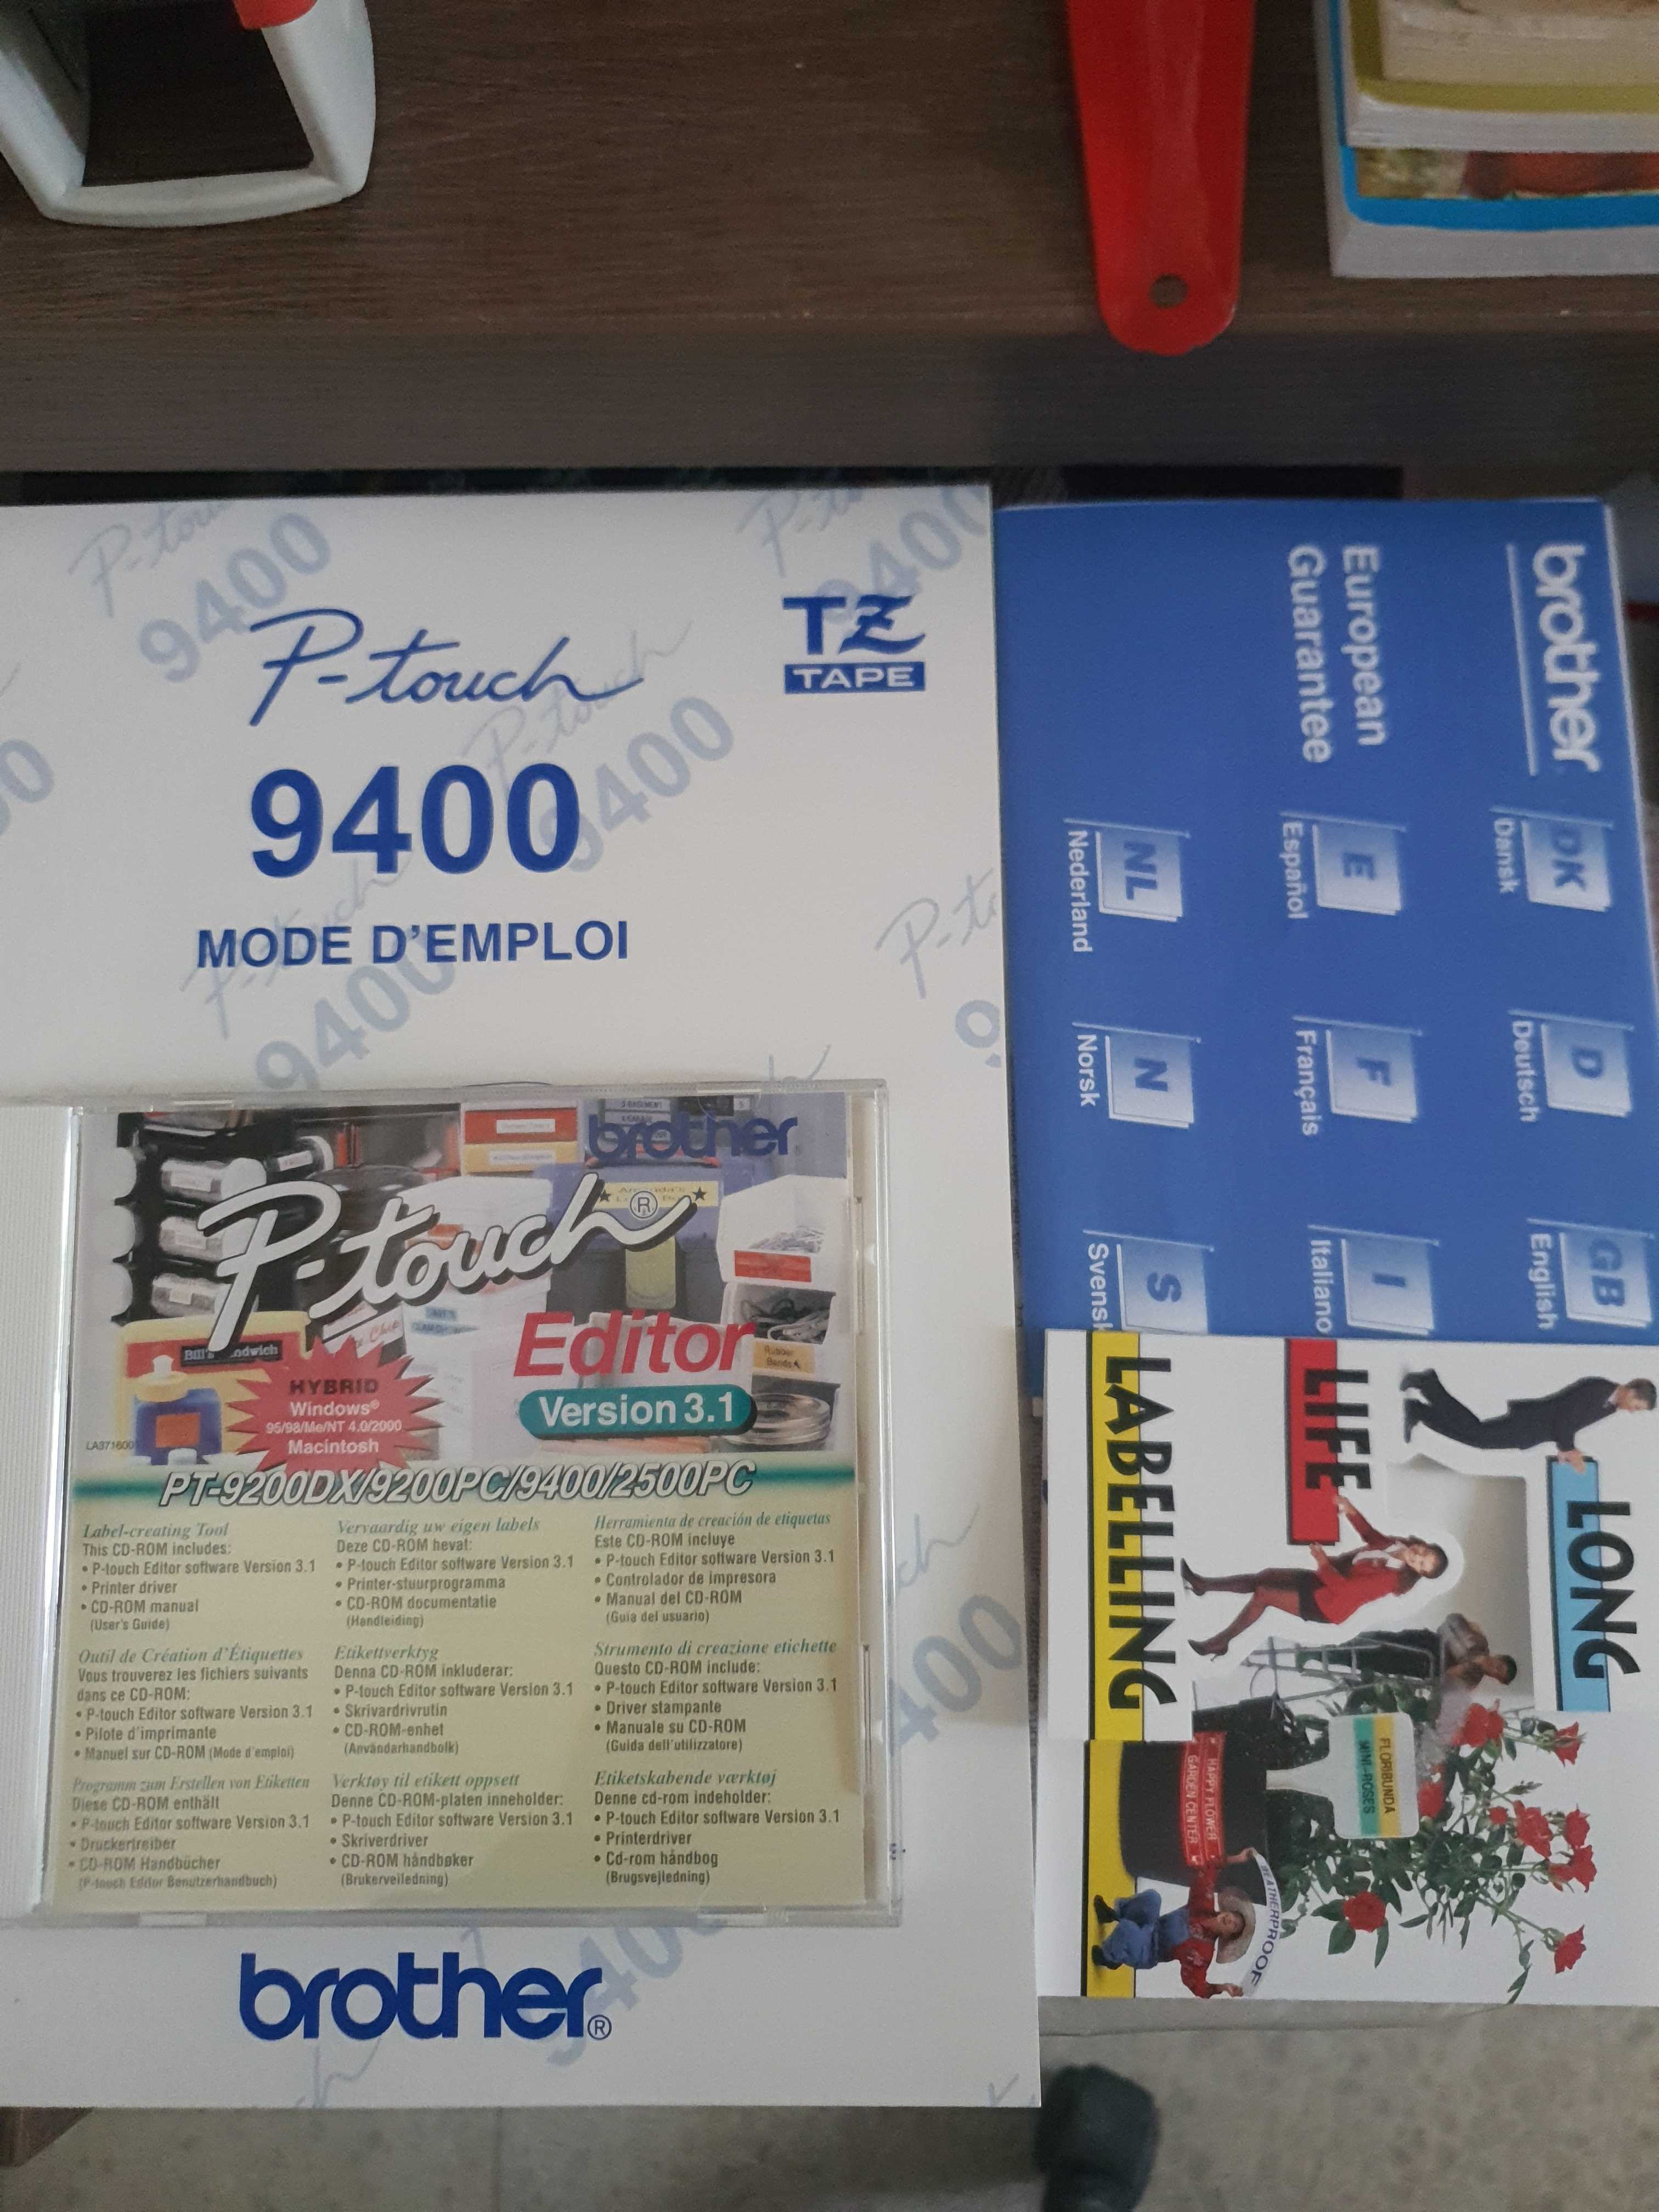 P-touch
TZ
TAPE
9400
MODE D'EMPLOI
brother
P-touch®
Editor
Version 3.1
HYBRID
Windows®
95/98/Me/NT 4.0/2000
Macintosh
LA371600
PT-9200DX/9200PC/9400/2500PC
Label-creating Tool
This CD-ROM includes:
• P-touch Editor software Version 3.1
• Printer driver
• CD-ROM manual
(User's Guide)
Vervaardig uw eigen labels
Deze CD-ROM hevat:
• P-touch Editor software Version 3.1
• Printer-stuurprogramma
• CD-ROM documentatie
(Handleiding)
Herramienta de creación de etiquetas
Este CD-ROM incluye
• P-touch Editor software Version 3.1
• Controlador de impresora
• Manual del CD-ROM
(Guia del usuario)
Outil de Création d'Étiquettes
Vous trouverez les fichiers suivants
dans ce CD-ROM:
• P-touch Editor software Version 3.1
• Pilote d'imprimante
• Manuel sur CD-ROM (Mode d'emploi)
Etikettverktyg
Denna CD-ROM inkluderar:
• P-touch Editor software Version 3.1
• Skrivardrivrutin
• CD-ROM-enhet
(Användarhandbolk)
Strumento di creazione etichette
Questo CD-ROM include:
• P-touch Editor software Version 3.1
• Driver stampante
• Manuale su CD-ROM
(Guida dell'utilizzatore)
Programm zum Erstellen von Etiketten
Diese CD-ROM enthält
• P-touch Editor software Version 3.1
• Druckertreiber
• CD-ROM Handbücher
(P-touch Editor Benutzerhandbuch)
Verktøy til etikett oppsett
Denne CD-ROM-platen inneholder:
• P-touch Editor software Version 3.1
• Skriverdriver
• CD-ROM håndbøker
(Brukerveiledning)
Etiketskabende værktøj
Denne cd-rom indeholder:
• P-touch Editor software Version 3.1
• Printerdriver
• Cd-rom håndbog
(Brugsvejledning)
brother®
brother
European
Guarantee
DK
Dansk
D
Deutsch
GB
English
E
Español
F
Français
I
Italiano
NL
Nederland
N
Norsk
S
Svensk
LONG
LIFE
LABELLING
FLORIBUNDA
MINI-ROSES
HAPPY FLOWER
GARDEN CENTER
WEATHERPROOF